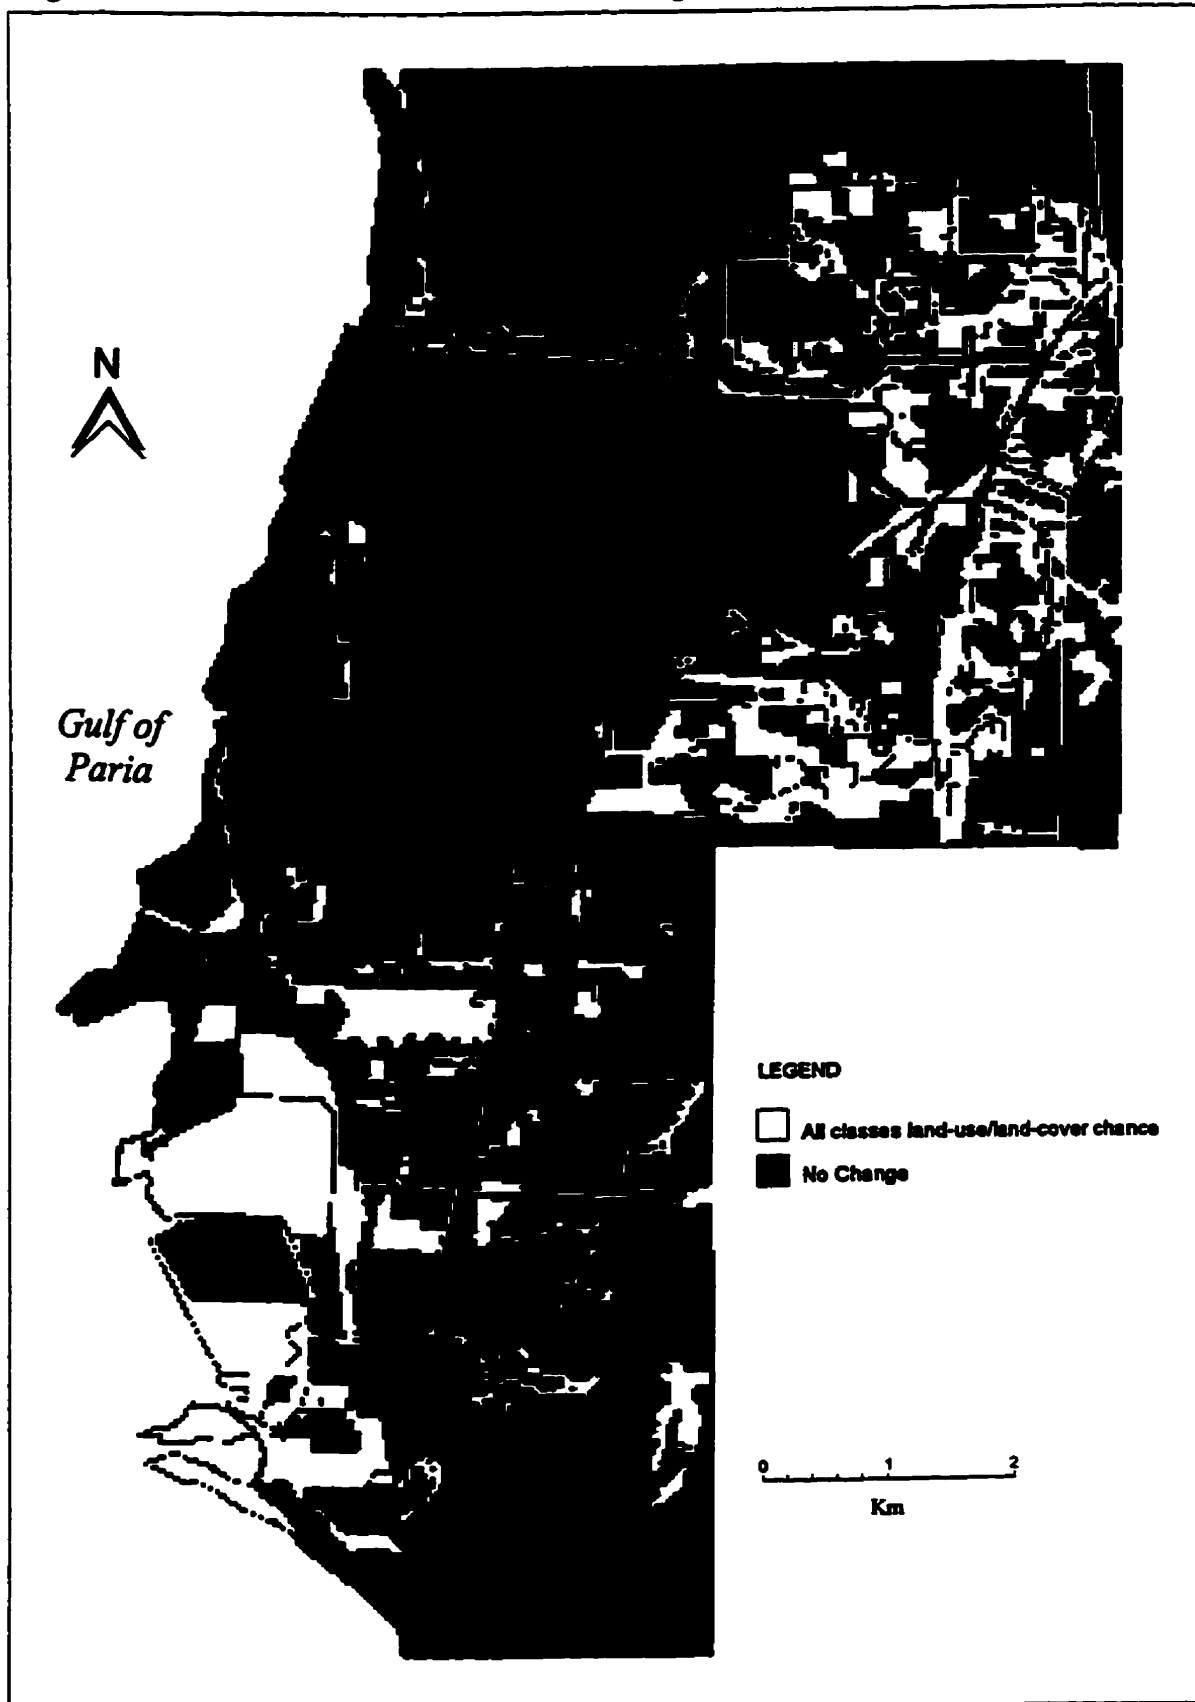 N
Gulf of
Paria
LEGEND
All classes land-use/land-cover chance
No Change
0 1 2
Km